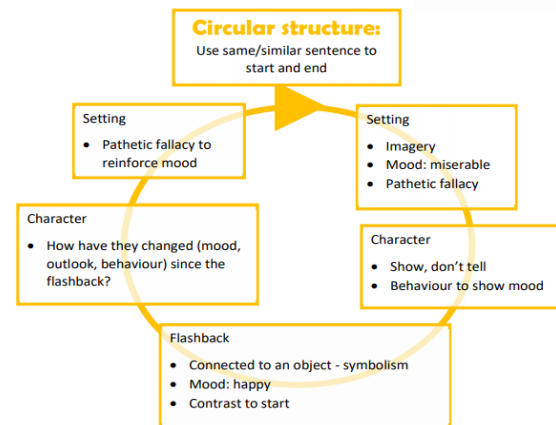 Circular structure:
Use same/similar sentence to
start and end
Setting
• Imagery
• Mood: miserable
• Pathetic fallacy
Character
• Show, don't tell
• Behaviour to show mood
Flashback
• Connected to an object - symbolism
• Mood: happy
• Contrast to start
Character
• How have they changed (mood,
outlook, behaviour) since the
flashback?
Setting
• Pathetic fallacy to
reinforce mood